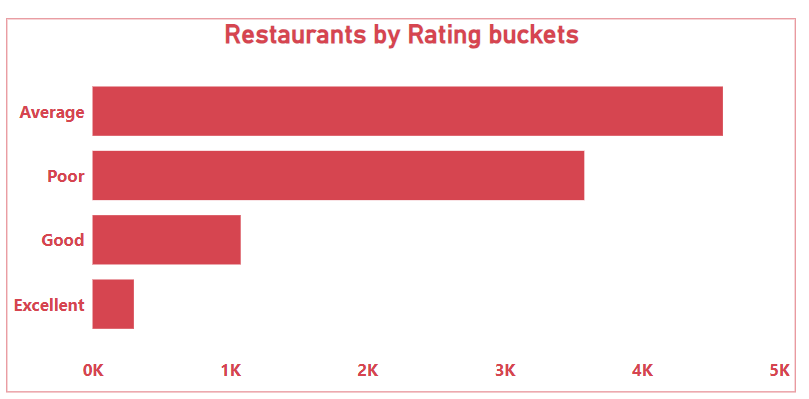 Restaurants by Rating buckets
Average
Poor
Good
Excellent
0K 1K 2K 3K 4K 5K